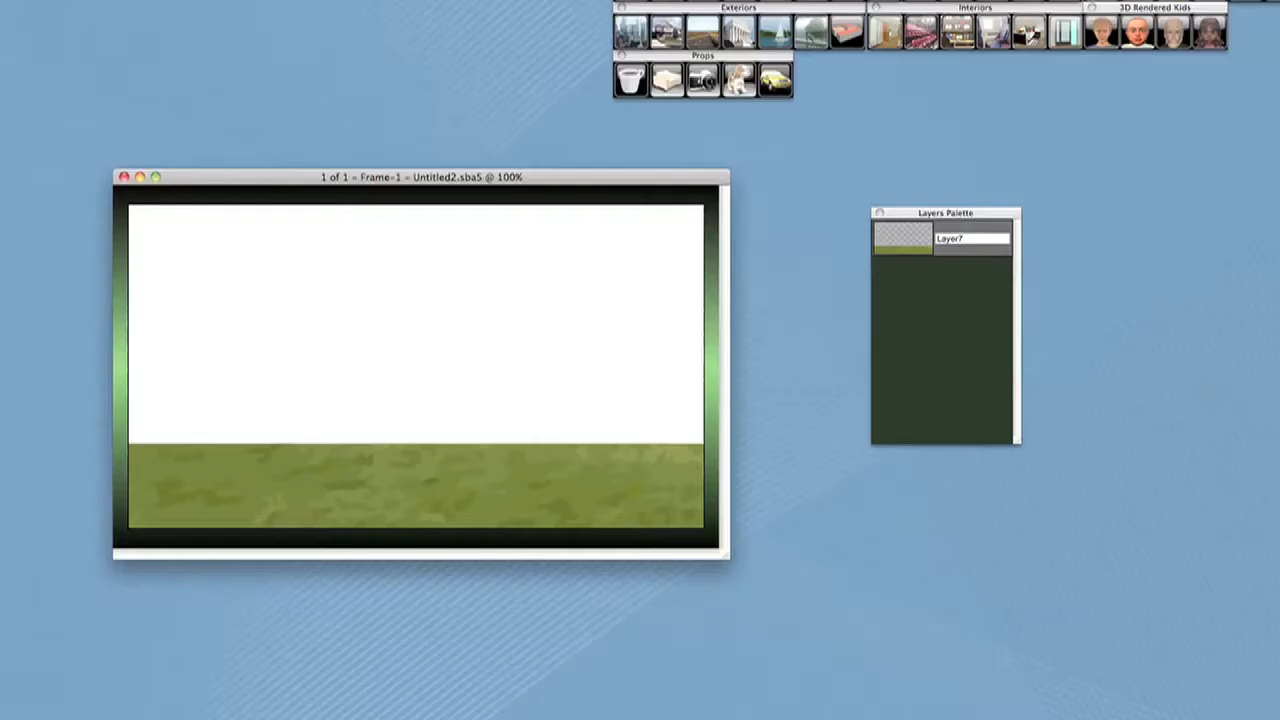 Exteriors
Interiors
3D Rendered Kids
Props
1 of 1 - Frame-1 - Untitled2.sba5 @ 100%
Layers Palette
Layer7